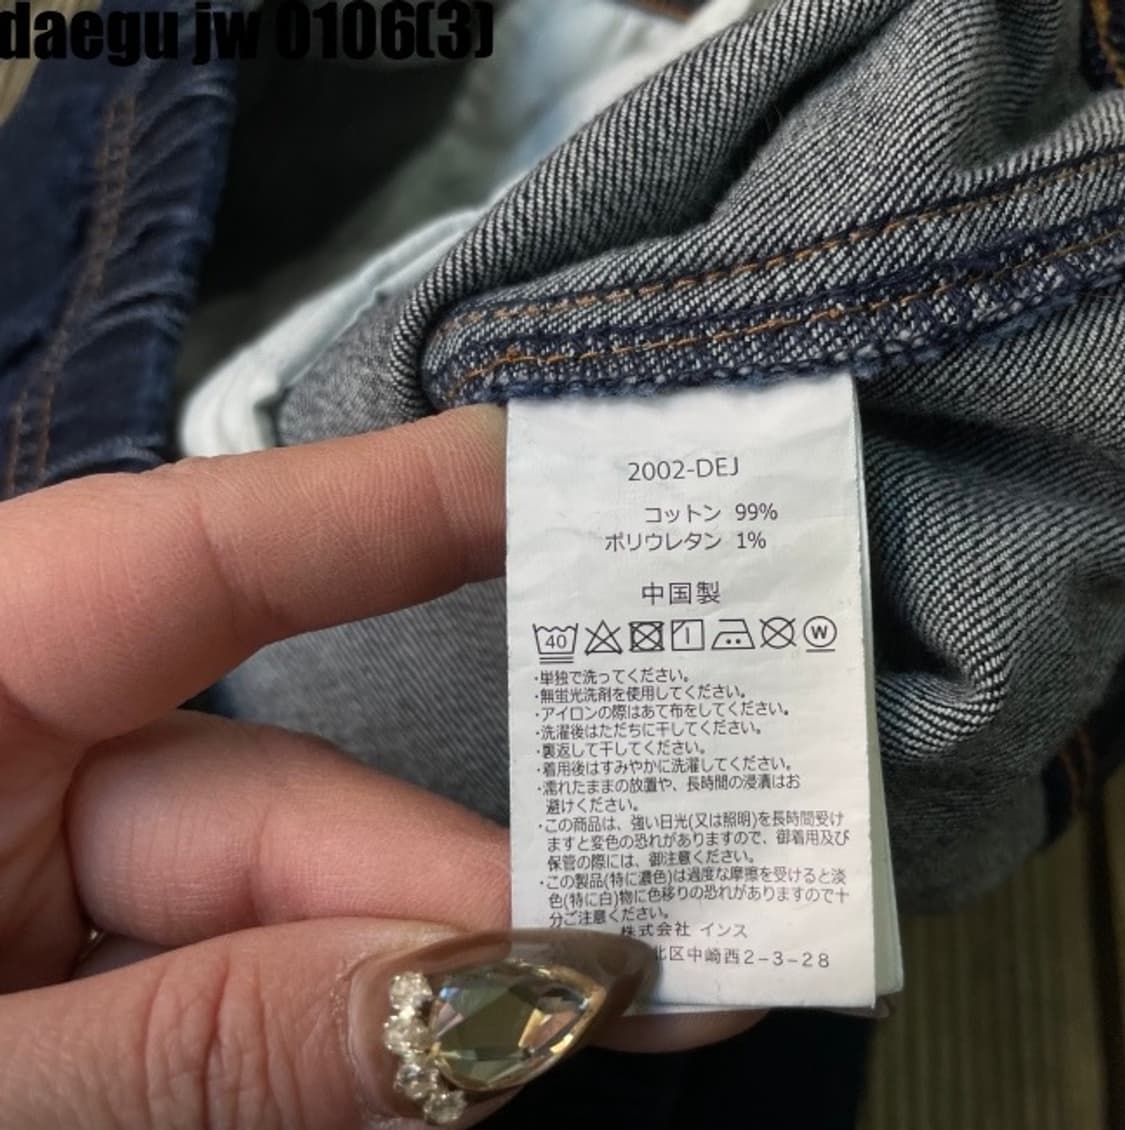 daegu jw 0106(3)
2002-DEJ
コットン 99%
ポリウレタン 1%
中国製
40 W
・単独で洗ってください。
・無蛍光洗剤を使用してください。
・アイロンの際はあて布をしてください。
・洗濯後はただちに干してください。
・裏返して干してください。
・着用後はすみやかに洗濯してください。
・濡れたままの放置や、長時間の浸漬はお
避けください。
・この商品は、強い日光(又は照明)を長時間受け
ますと変色の恐れがありますので、御着用及び
保管の際には、御注意ください。
・この製品(特に濃色)は過度な摩擦を受けると淡
色(特に白)物に色移りの恐れがありますので十
分ご注意ください。
株式会社 インス
北区中崎西2-3-28